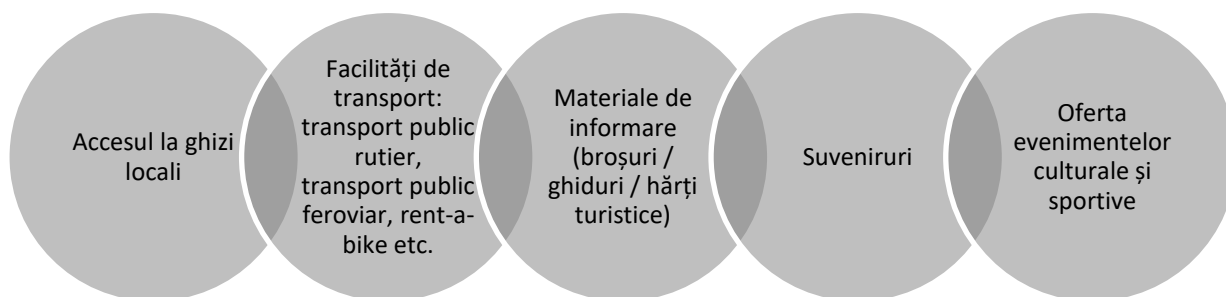 Accesul la ghizi
locali
Facilități de
transport:
transport public
rutier,
transport public
feroviar, rent-a-
bike etc.
Materiale de
informare
(broșuri /
ghiduri / hărți
turistice)
Suveniruri
Oferta
evenimentelor
culturale și
sportive